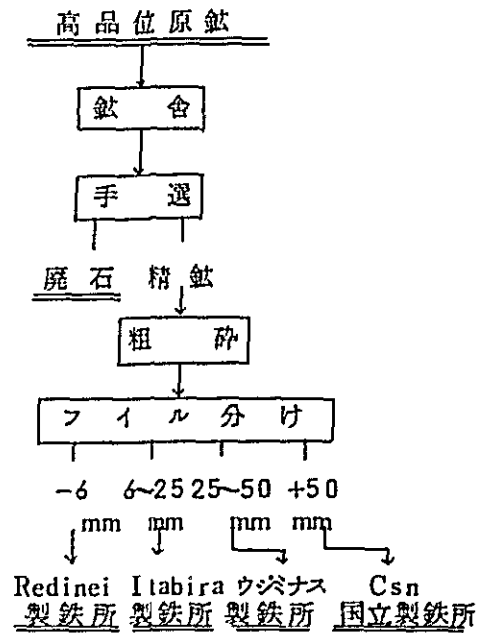 高品位原鉱
鉱舎
手選
廃石 精鉱
粗砕
フイル分け
-6 6~25 25~50 +50
mm mm mm mm
Redinei Itabira ウジミナス Csn
製鉄所 製鉄所 製鉄所 国立製鉄所